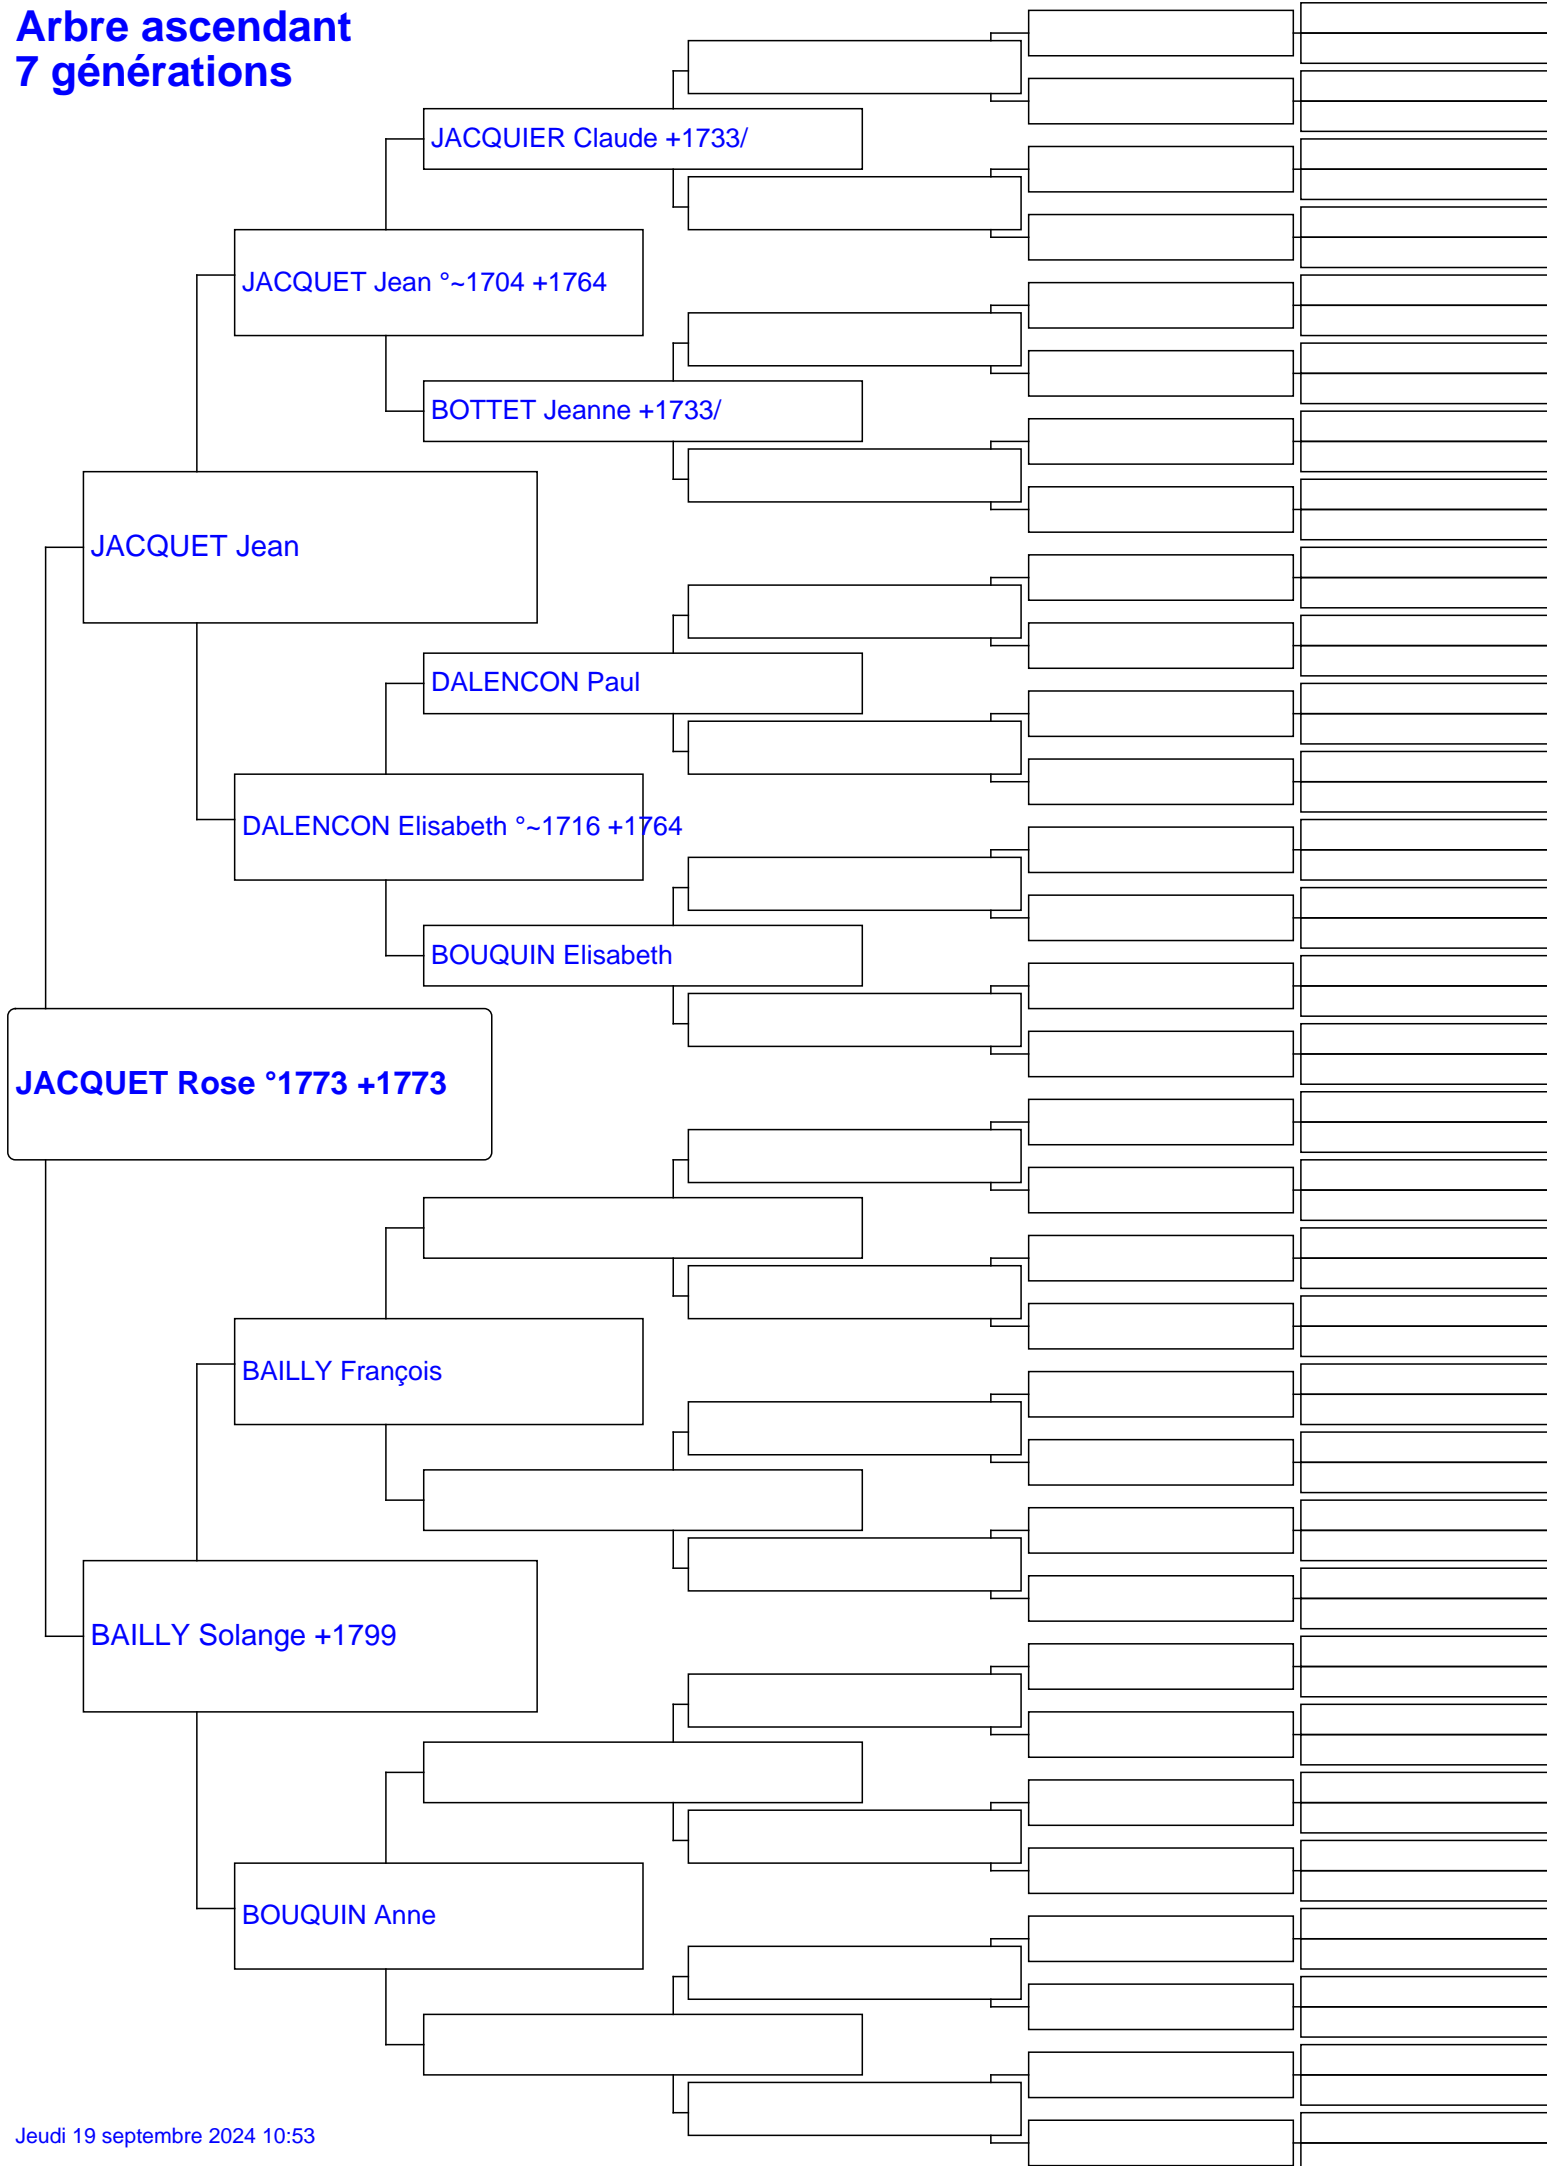 Arbre ascendant
7 générations
JACQUIER Claude +1733/
JACQUET Jean °~1704 +1764
BOTTET Jeanne +1733/
JACQUET Jean
DALENCON Paul
DALENCON Elisabeth °~1716 +1764
BOUQUIN Elisabeth
JACQUET Rose °1773 +1773
BAILLY François
BAILLY Solange +1799
BOUQUIN Anne
Jeudi 19 septembre 2024 10:53